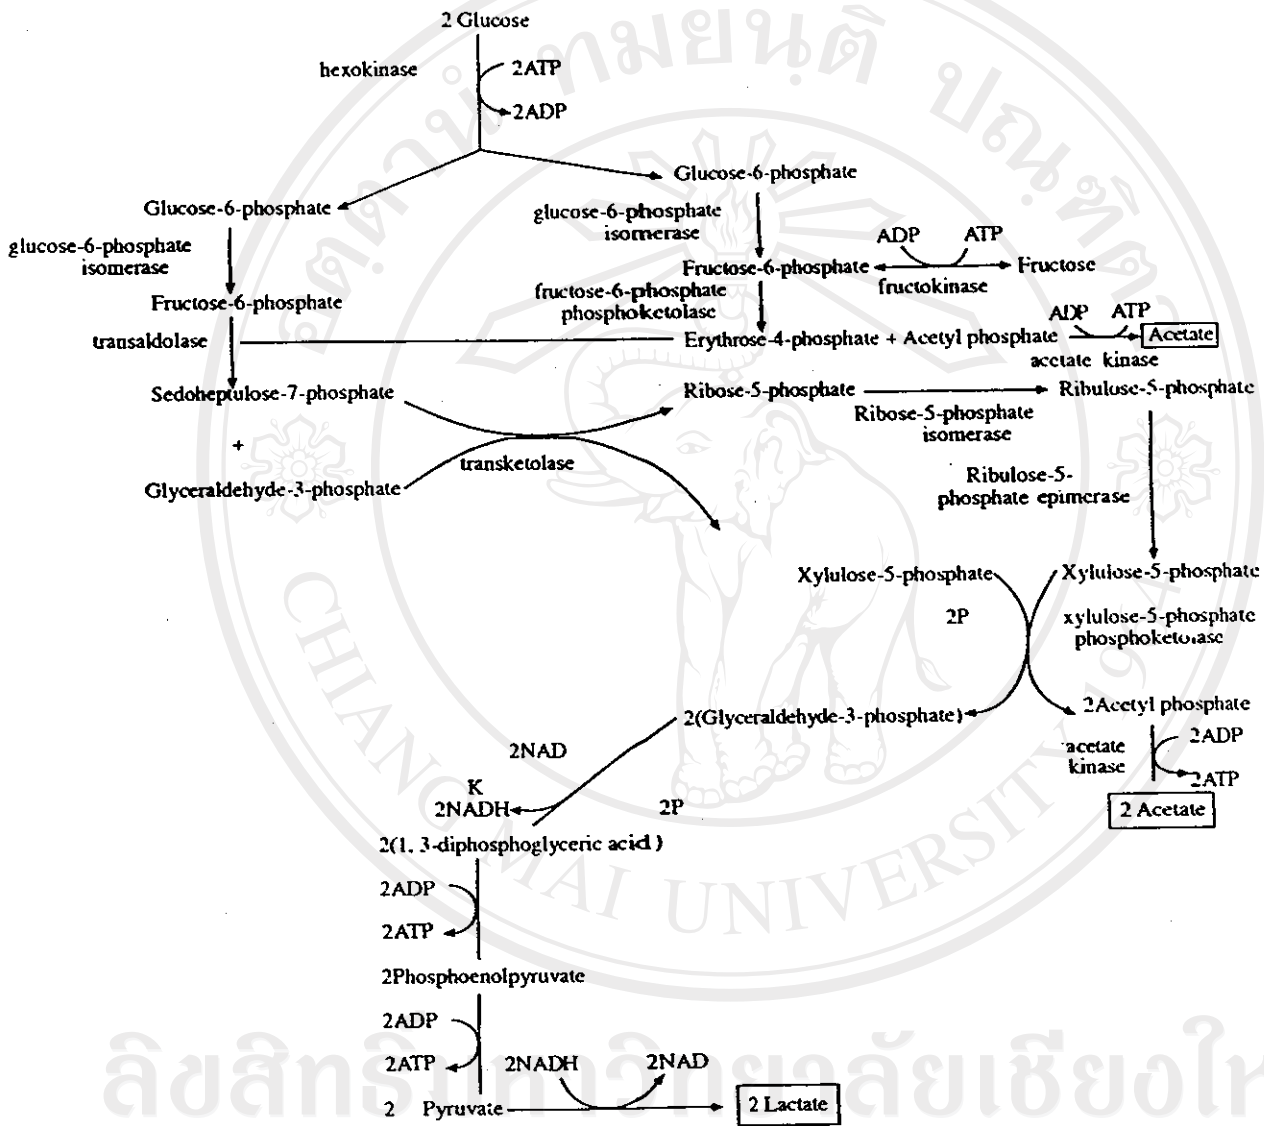 2 Glucose
hexokinase
2ATP
2ADP
Glucose-6-phosphate
Glucose-6-phosphate
glucose-6-phosphate
isomerase
glucose-6-phosphate
isomerase
ADP
ATP
Fructose-6-phosphate
Fructose
fructokinase
Fructose-6-phosphate
fructose-6-phosphate
phosphoketolase
transaldolase
Erythrose-4-phosphate + Acetyl phosphate
ADP
ATP
Acetate
acetate kinase
Sedoheptulose-7-phosphate
Ribose-5-phosphate
Ribulose-5-phosphate
Ribose-5-phosphate
isomerase
+
transketolase
Glyceraldehyde-3-phosphate
Ribulose-5-
phosphate epimerase
Xylulose-5-phosphate
Xylulose-5-phosphate
2P
xylulose-5-phosphate
phosphoketolase
2(Glyceraldehyde-3-phosphate)
2Acetyl phosphate
2NAD
acetate
kinase
2ADP
2ATP
K
2NADH
2P
2 Acetate
2(1, 3-diphosphoglyceric acid)
2ADP
2ATP
2Phosphoenolpyruvate
2ADP
2ATP
2NADH
2NAD
2 Pyruvate
2 Lactate
CHIANG MAI UNIVERSITY 1964